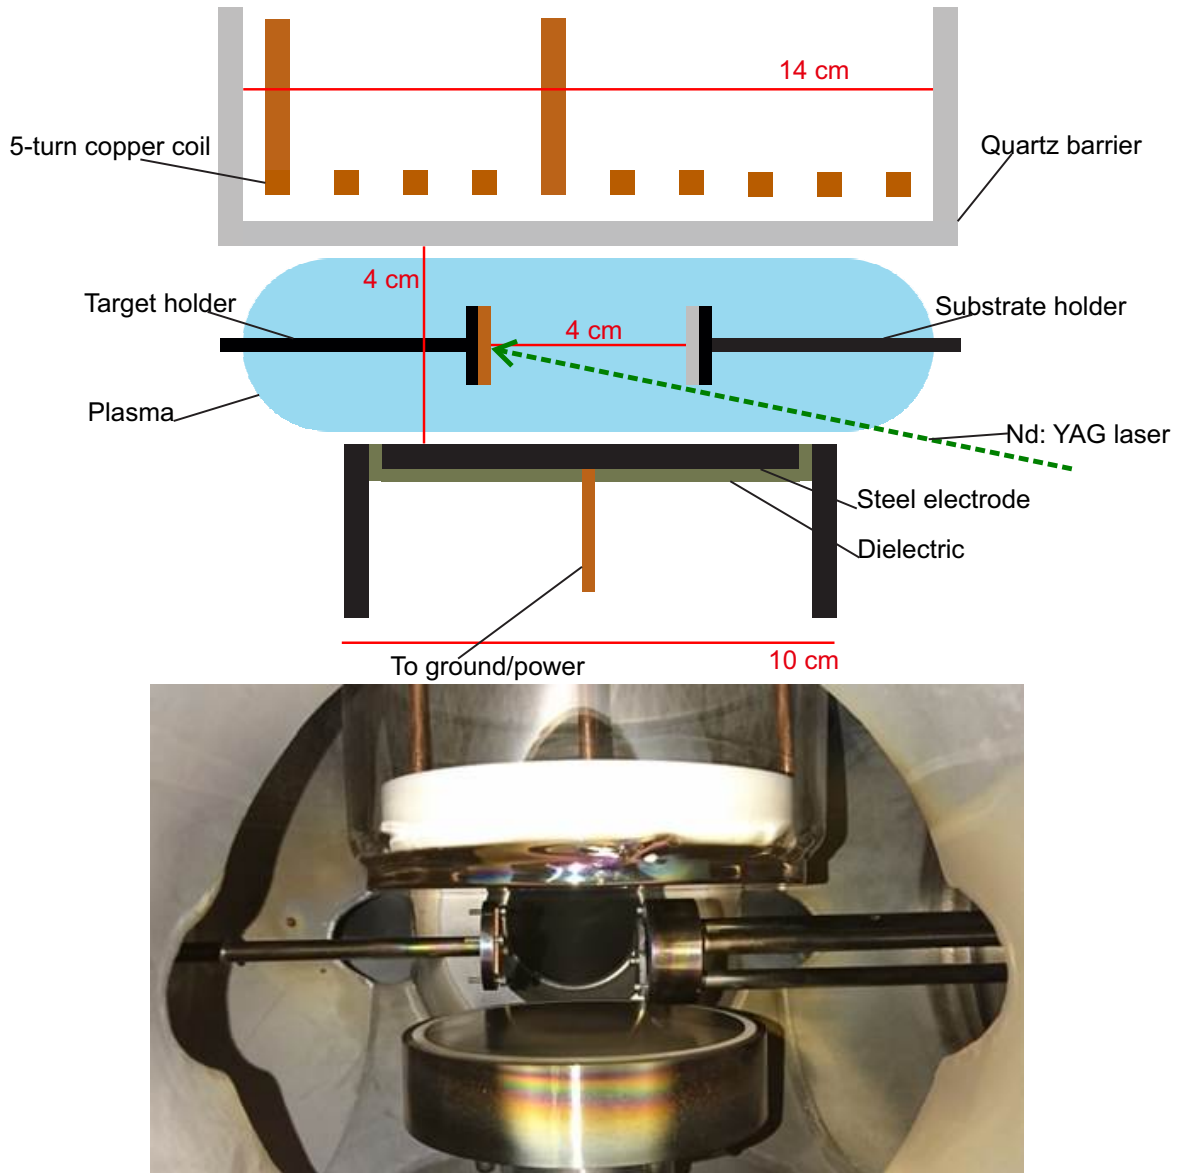 14 cm
5-turn copper coil
Quartz barrier
4 cm
Target holder
Substrate holder
4 cm
Plasma
Nd: YAG laser
Steel electrode
Dielectric
To ground/power
10 cm